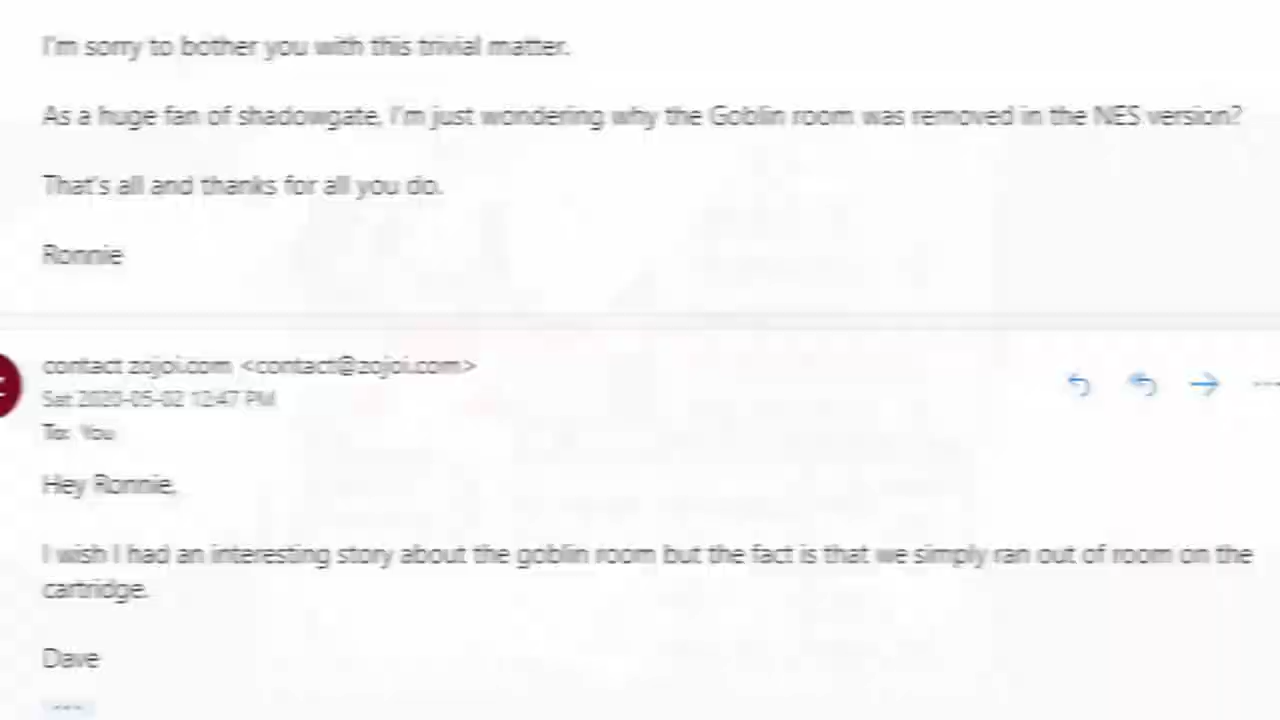 I'm sorry to bother you with this trivial matter.
As a huge fan of shadowgate, I'm just wondering why the Goblin room was removed in the NES version?
That's all and thanks for all you do.
Ronnie
contact zojoi.com <contact@zojoi.com>
Sat 2020-05-02 12:47 PM
To: You
Hey Ronnie,
I wish I had an interesting story about the goblin room but the fact is that we simply ran out of room on the
cartridge.
Dave